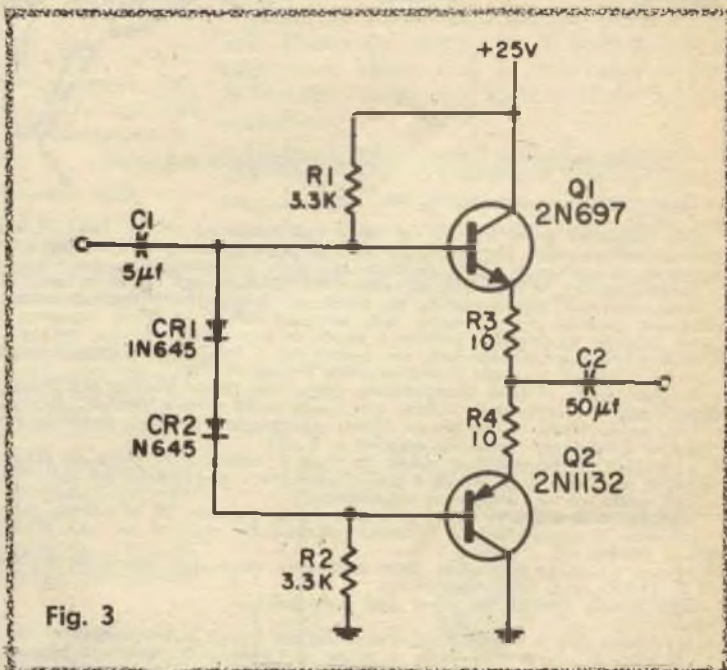 +25V
R1
3.3K
Q1
2N697
C1
5µf
CR1
1N645
R3
10
C2
50µf
CR2
N645
R4
10
Q2
2N1132
R2
3.3K
Fig. 3